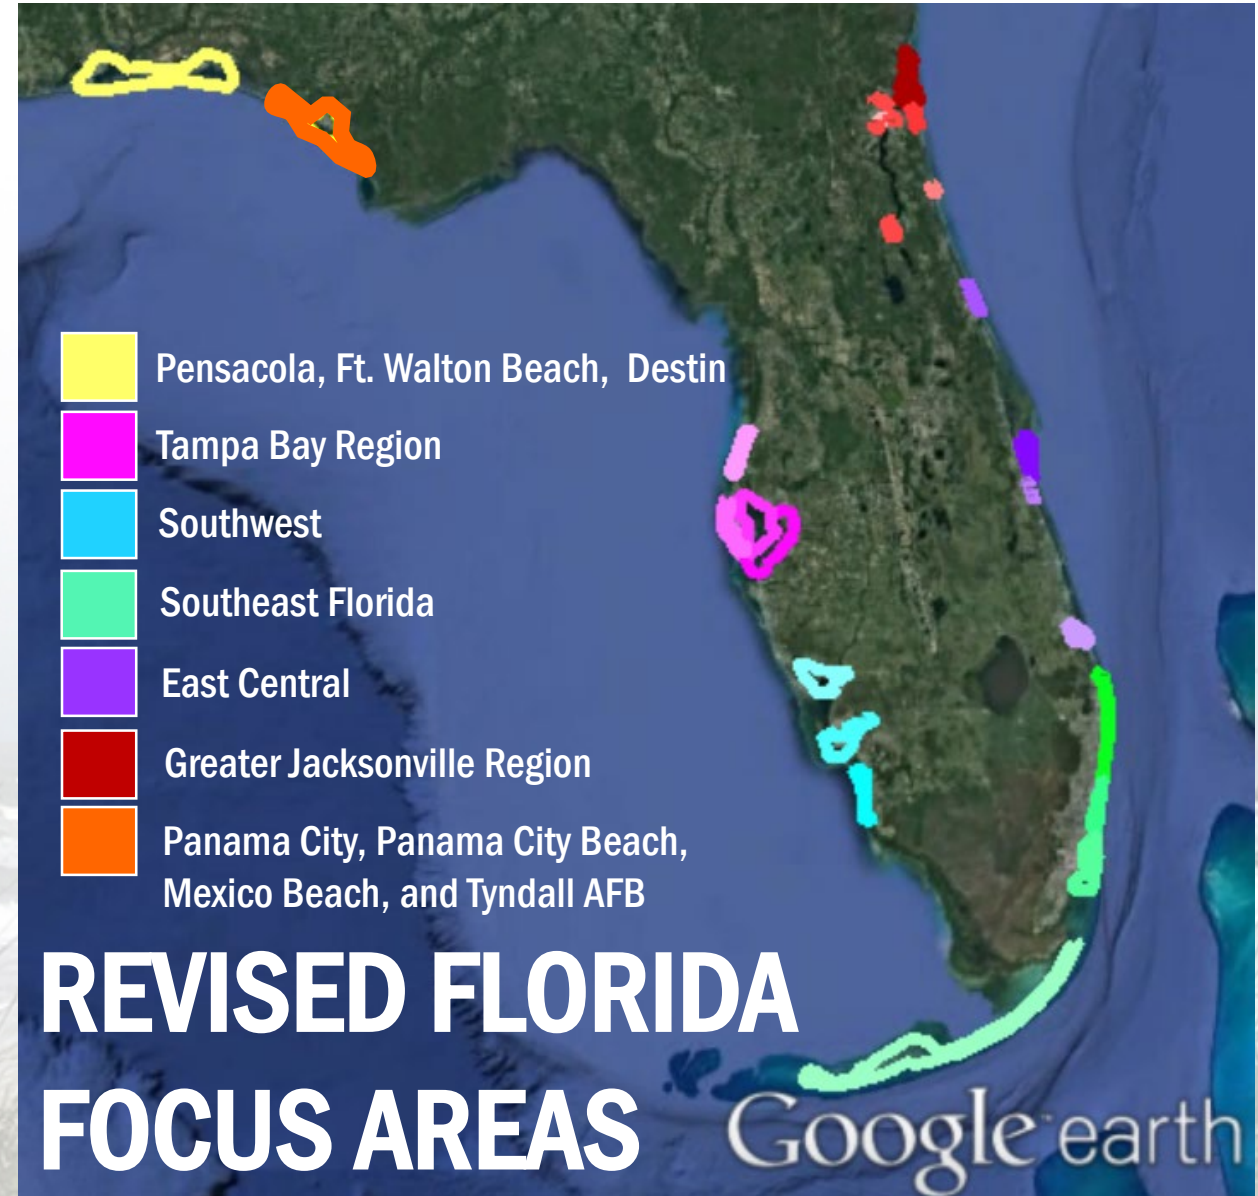 Pensacola, Ft. Walton Beach, Destin
Tampa Bay Region
Southwest
Southeast Florida
East Central
Greater Jacksonville Region
Panama City, Panama City Beach,
Mexico Beach, and Tyndall AFB
REVISED FLORIDA
FOCUS AREAS
Google™ earth